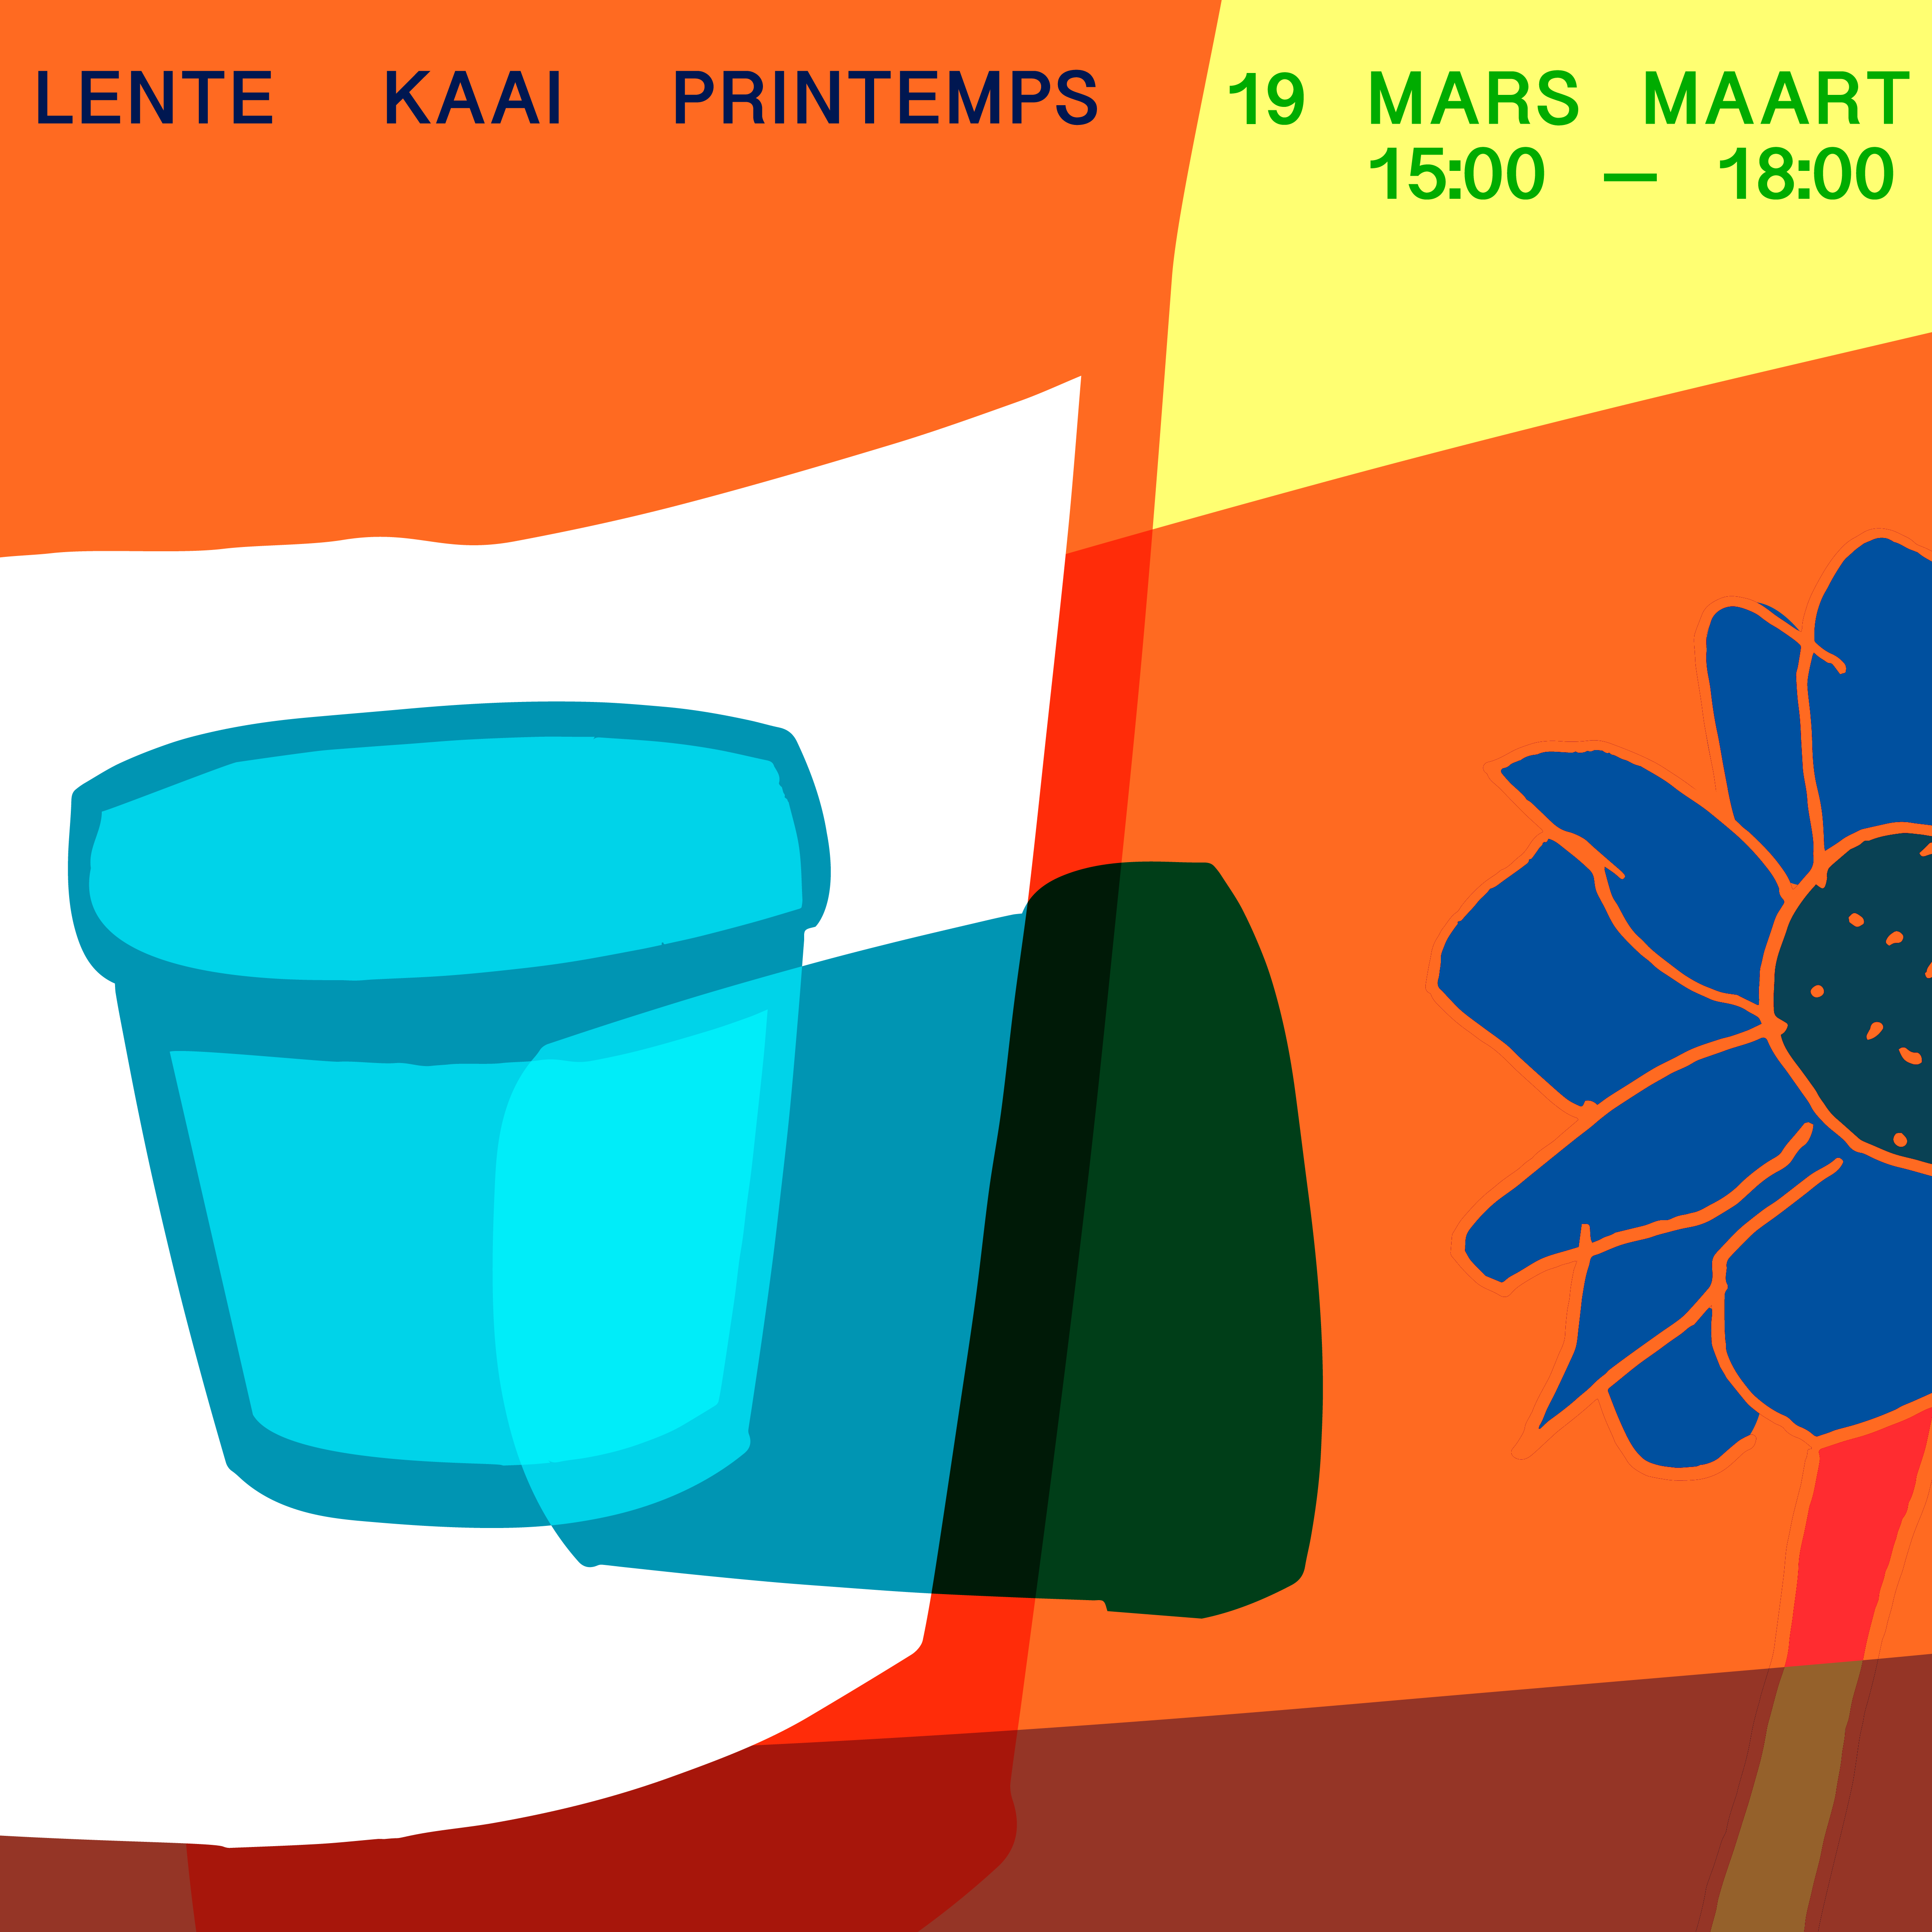 LENTE KAAI PRINTEMPS 19 MARS MAART
15:00 — 18:00